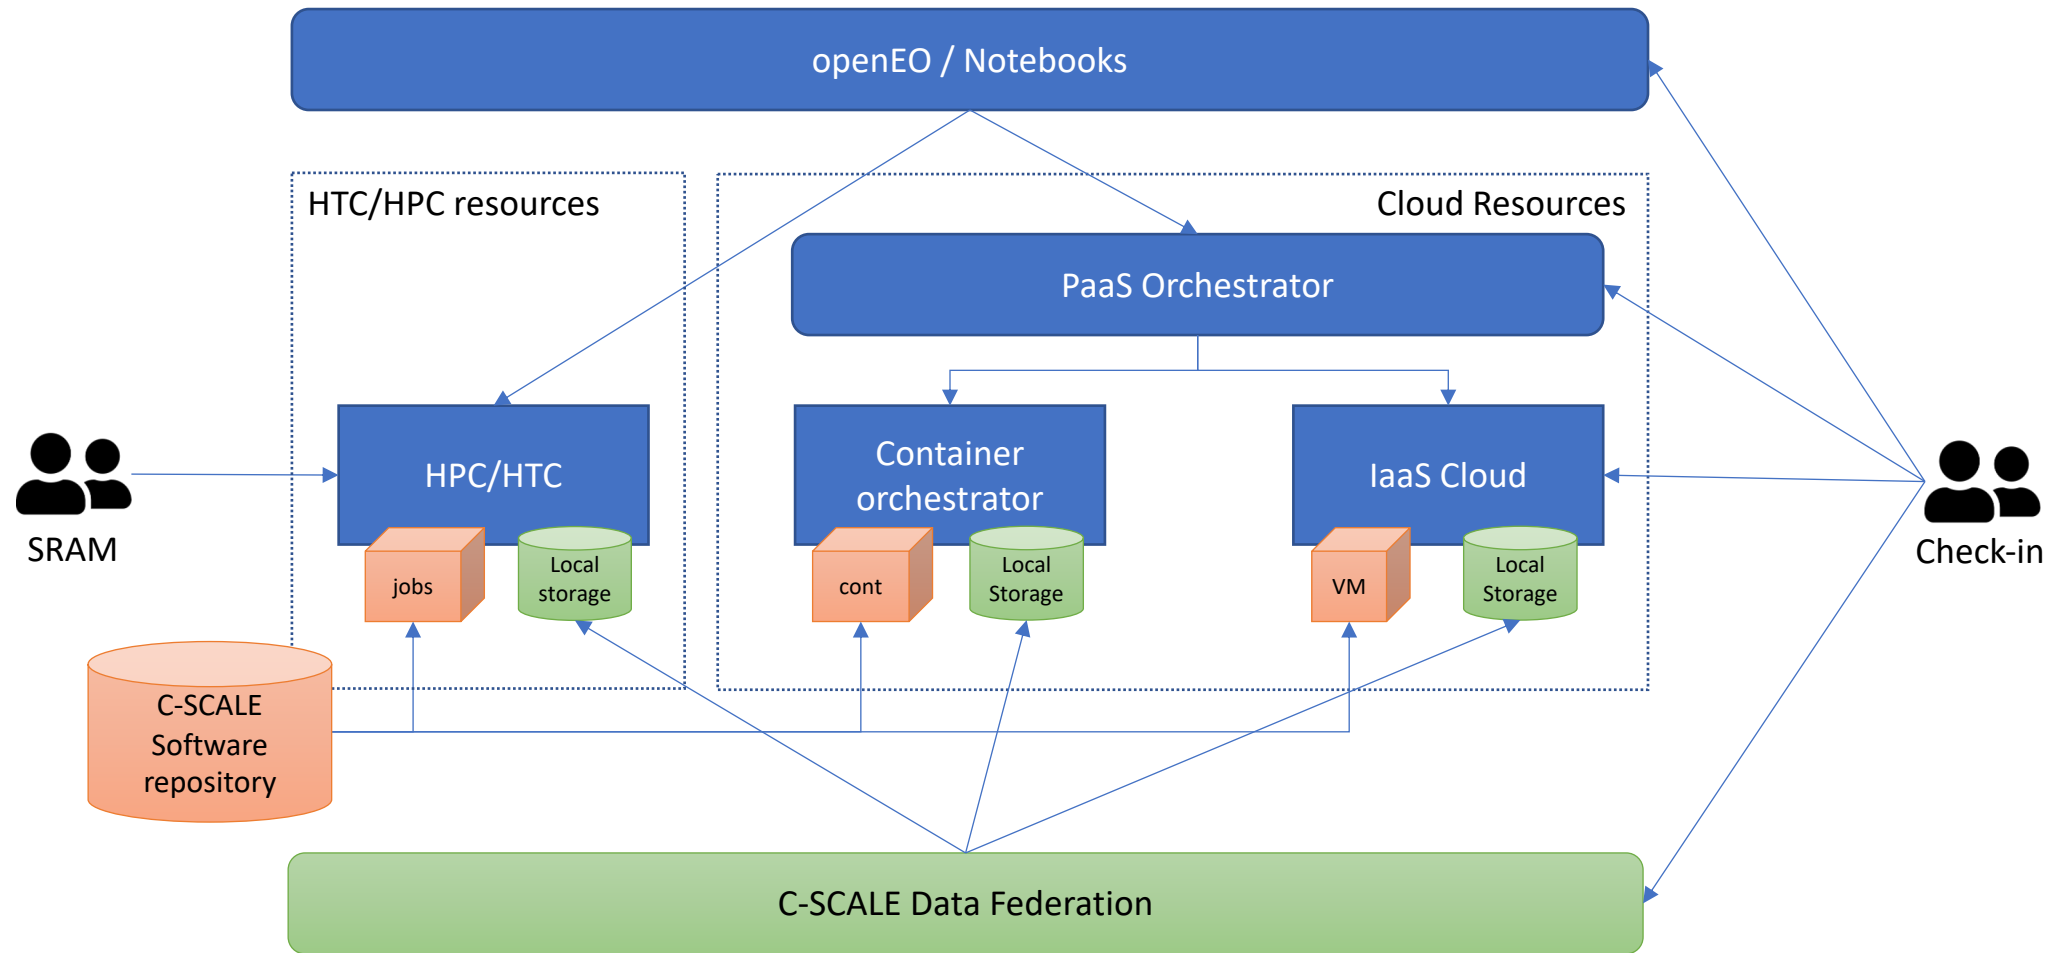 openEO / Notebooks
HTC/HPC resources
Cloud Resources
PaaS Orchestrator
HPC/HTC
Container
orchestrator
IaaS Cloud
SRAM
Check-in
jobs
Local
storage
cont
Local
Storage
VM
Local
Storage
C-SCALE
Software
repository
C-SCALE Data Federation